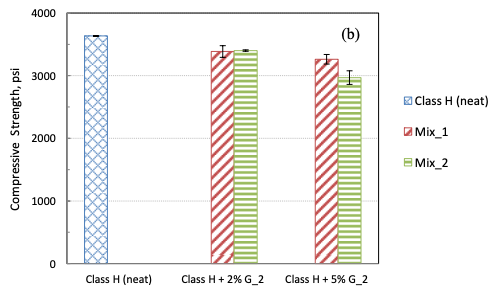 4000
(b)
3000
2000
1000
0
Compressive Strength, psi
Class H (neat)
Class H + 2% G_2
Class H + 5% G_2
Class H (neat)
Mix_1
Mix_2